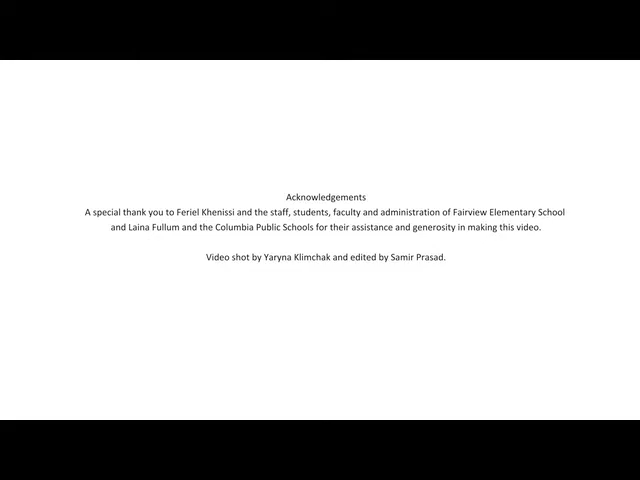 Acknowledgements
A special thank you to Feriel Khenissi and the staff, students, faculty and administration of Fairview Elementary School
and Laina Fullum and the Columbia Public Schools for their assistance and generosity in making this video.
Video shot by Yaryna Klimchak and edited by Samir Prasad.